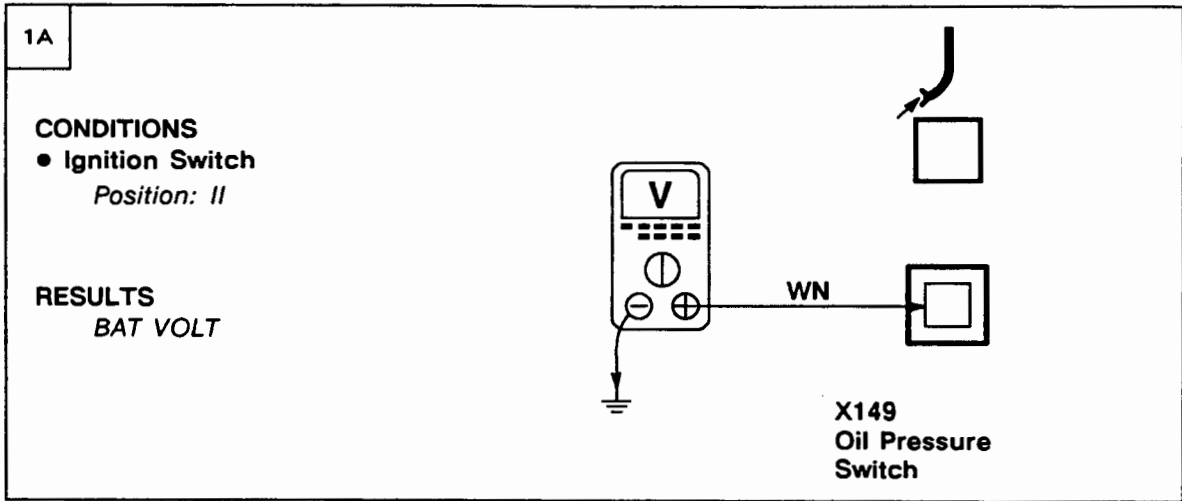 1A
CONDITIONS
● Ignition Switch
Position: II
RESULTS
BAT VOLT
V
WN
X149
Oil Pressure
Switch